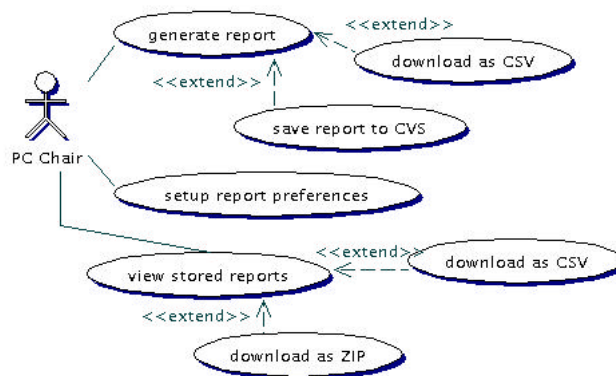 <<extend>>
generate report
download as CSV
<<extend>>
save report to CVS
PC Chair
setup report preferences
<<extend>>
download as CSV
view stored reports
<<extend>>
download as ZIP